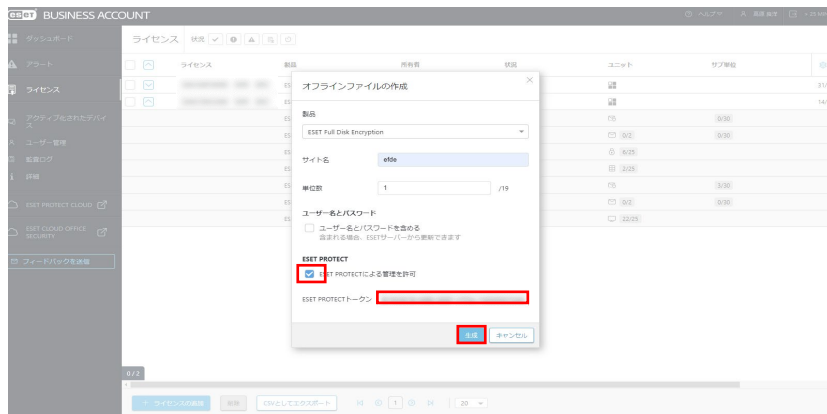 eset BUSINESS ACCOUNT
ヘルプ
ダッシュボード
アラート
ライセンス
アクティブ化されたデバイス
ユーザー管理
監査ログ
詳細
ESET PROTECT CLOUD
ESET CLOUD OFFICE SECURITY
フィードバックを送信
ライセンス 状況
ライセンス 製品 所有者 状況 ユニット サブ単位
0/30
0/2 0/30
6/25
2/25
3/30
0/2 0/30
22/25
オフラインファイルの作成
製品
ESET Full Disk Encryption
サイト名 efde
単位数 1 /19
ユーザー名とパスワード
ユーザー名とパスワードを含める
含まれる場合、ESETサーバーから更新できます
ESET PROTECT
ESET PROTECTによる管理を許可
ESET PROTECTトークン
生成 キャンセル
0/2
+ ライセンスの追加 削除 CSVとしてエクスポート 1 20